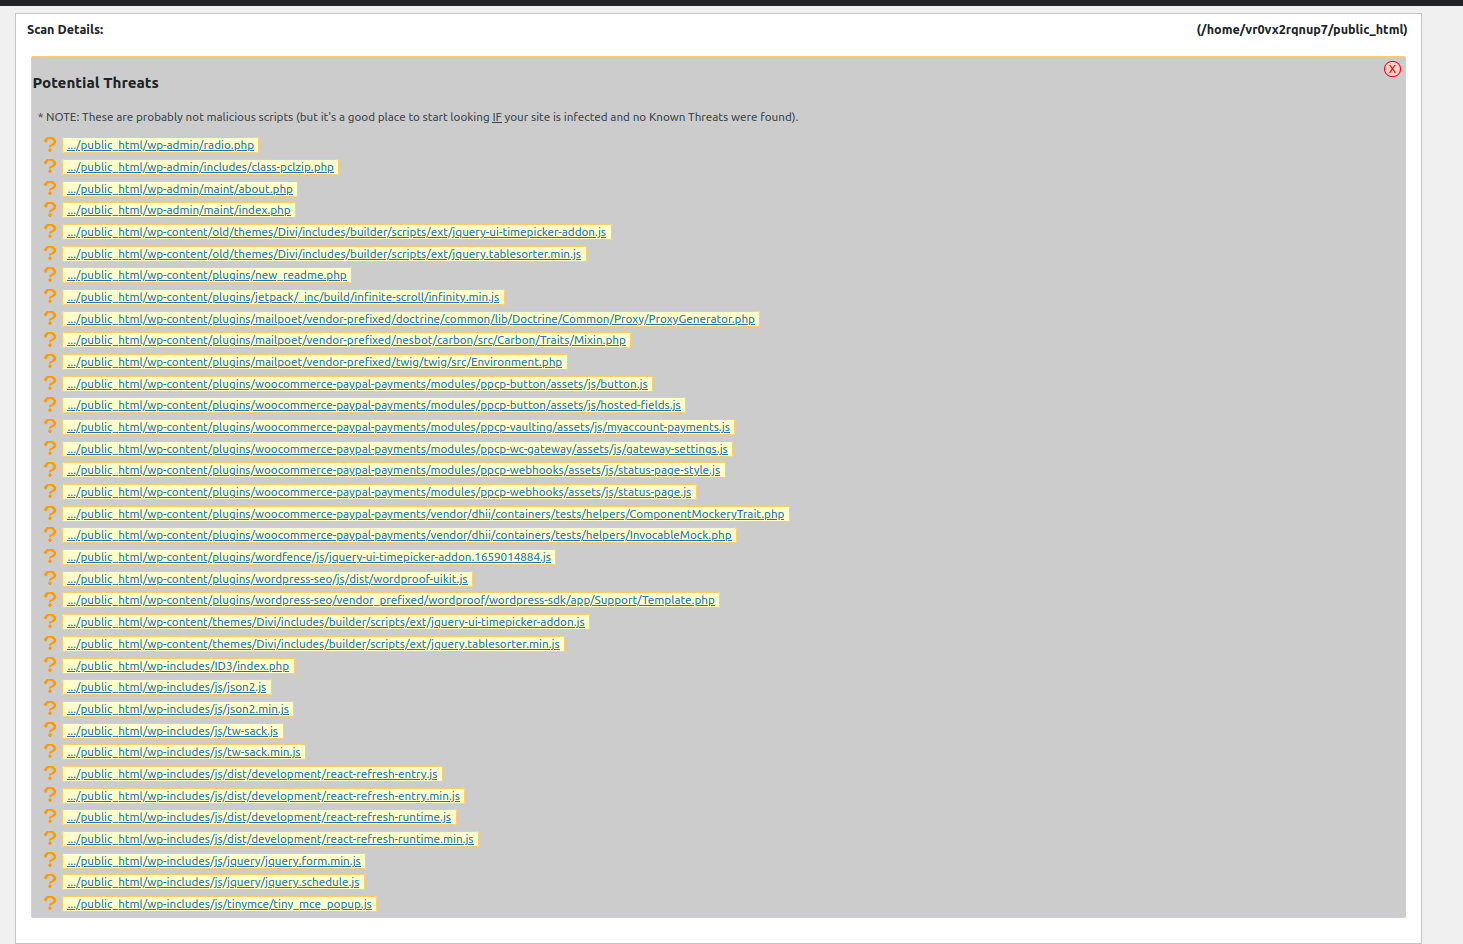 Scan Details: (/home/vr0vx2rqnup7/public_html)
X
Potential Threats
* NOTE: These are probably not malicious scripts (but it's a good place to start looking IF your site is infected and no Known Threats were found).
? .../public_html/wp-admin/radio.php
? .../public_html/wp-admin/includes/class-pclzip.php
? .../public_html/wp-admin/maint/about.php
? .../public_html/wp-admin/maint/index.php
? .../public_html/wp-content/old/themes/Divi/includes/builder/scripts/ext/jquery-ui-timepicker-addon.js
? .../public_html/wp-content/old/themes/Divi/includes/builder/scripts/ext/jquery.tablesorter.min.js
? .../public_html/wp-content/plugins/new_readme.php
? .../public_html/wp-content/plugins/jetpack/_inc/build/infinite-scroll/infinity.min.js
? .../public_html/wp-content/plugins/mailpoet/vendor-prefixed/doctrine/common/lib/Doctrine/Common/Proxy/ProxyGenerator.php
? .../public_html/wp-content/plugins/mailpoet/vendor-prefixed/nesbot/carbon/src/Carbon/Traits/Mixin.php
? .../public_html/wp-content/plugins/mailpoet/vendor-prefixed/twig/twig/src/Environment.php
? .../public_html/wp-content/plugins/woocommerce-paypal-payments/modules/ppcp-button/assets/js/button.js
? .../public_html/wp-content/plugins/woocommerce-paypal-payments/modules/ppcp-button/assets/js/hosted-fields.js
? .../public_html/wp-content/plugins/woocommerce-paypal-payments/modules/ppcp-vaulting/assets/js/myaccount-payments.js
? .../public_html/wp-content/plugins/woocommerce-paypal-payments/modules/ppcp-wc-gateway/assets/js/gateway-settings.js
? .../public_html/wp-content/plugins/woocommerce-paypal-payments/modules/ppcp-webhooks/assets/js/status-page-style.js
? .../public_html/wp-content/plugins/woocommerce-paypal-payments/modules/ppcp-webhooks/assets/js/status-page.js
? .../public_html/wp-content/plugins/woocommerce-paypal-payments/vendor/dhii/containers/tests/helpers/ComponentMockeryTrait.php
? .../public_html/wp-content/plugins/woocommerce-paypal-payments/vendor/dhii/containers/tests/helpers/InvocableMock.php
? .../public_html/wp-content/plugins/wordfence/js/jquery-ui-timepicker-addon.1659014884.js
? .../public_html/wp-content/plugins/wordpress-seo/js/dist/wordproof-uikit.js
? .../public_html/wp-content/plugins/wordpress-seo/vendor_prefixed/wordproof/wordpress-sdk/app/Support/Template.php
? .../public_html/wp-content/themes/Divi/includes/builder/scripts/ext/jquery-ui-timepicker-addon.js
? .../public_html/wp-content/themes/Divi/includes/builder/scripts/ext/jquery.tablesorter.min.js
? .../public_html/wp-includes/ID3/index.php
? .../public_html/wp-includes/js/json2.js
? .../public_html/wp-includes/js/json2.min.js
? .../public_html/wp-includes/js/tw-sack.js
? .../public_html/wp-includes/js/tw-sack.min.js
? .../public_html/wp-includes/js/dist/development/react-refresh-entry.js
? .../public_html/wp-includes/js/dist/development/react-refresh-entry.min.js
? .../public_html/wp-includes/js/dist/development/react-refresh-runtime.js
? .../public_html/wp-includes/js/dist/development/react-refresh-runtime.min.js
? .../public_html/wp-includes/js/jquery/jquery.form.min.js
? .../public_html/wp-includes/js/jquery/jquery.schedule.js
? .../public_html/wp-includes/js/tinymce/tiny_mce_popup.js